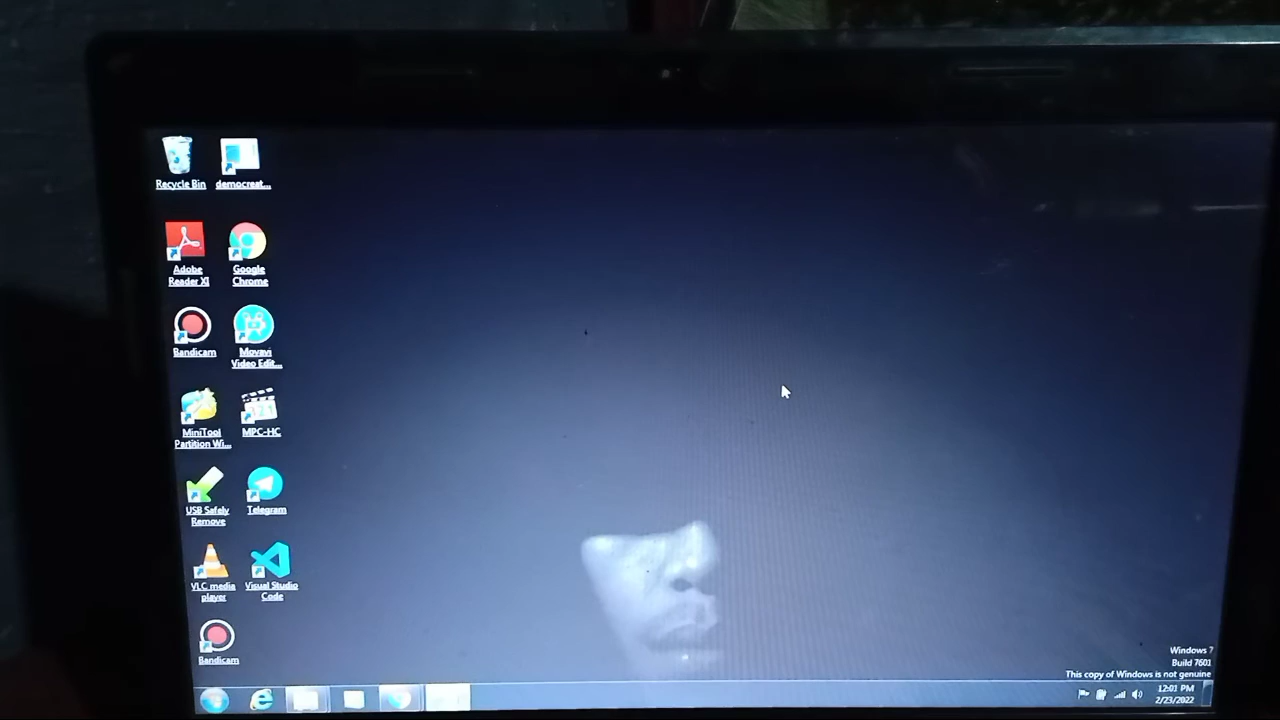 Recycle Bin
democreat...
Adobe
Reader XI
Google
Chrome
Bandicam
Movavi
Video Edit...
MiniTool
Partition Wi...
MPC-HC
USB Safely
Remove
Telegram
VLC media
player
Visual Studio
Code
Bandicam
Windows 7
Build 7601
This copy of Windows is not genuine
12:01 PM
2/23/2022